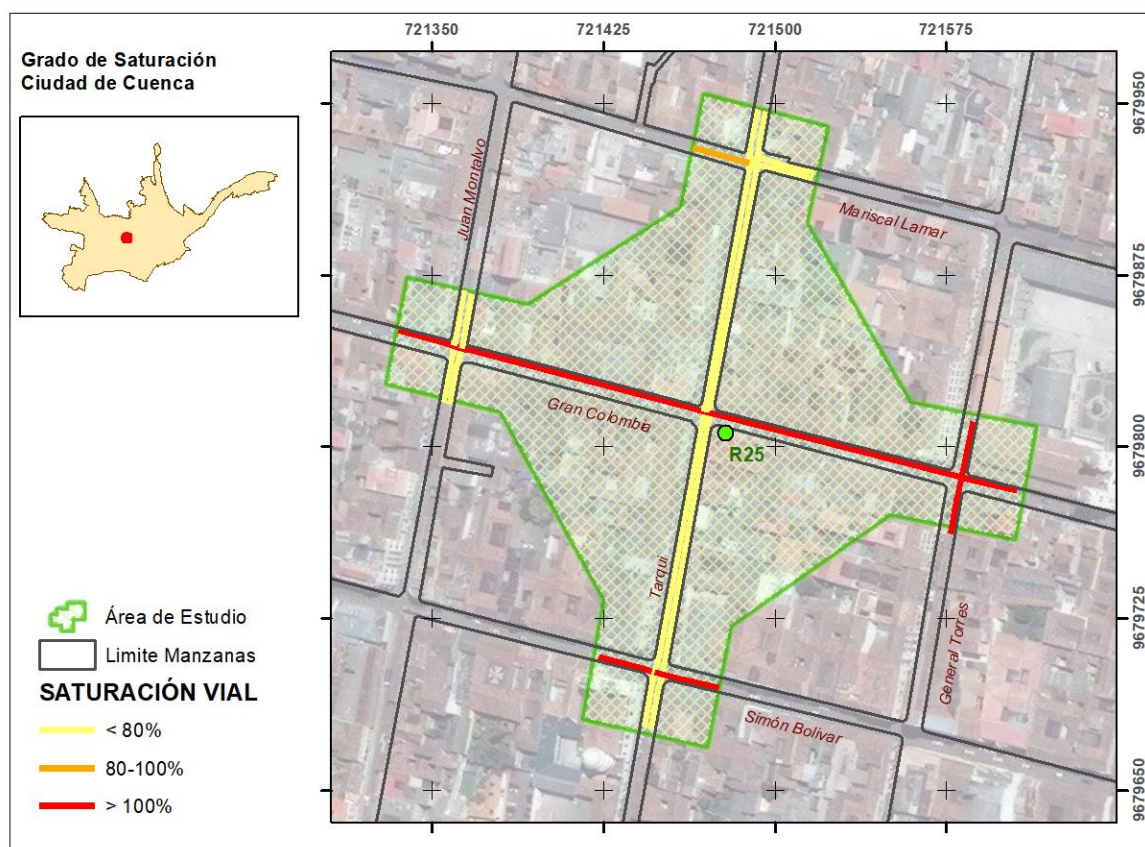 Grado de Saturación
Ciudad de Cuenca
721350
721425
721500
721575
9679950
9679875
9679800
9679725
9679650
Juan Montalvo
Mariscal Lamar
Gran Colombia
R25
Tarqui
General Torres
Simón Bolivar
Área de Estudio
Limite Manzanas
SATURACIÓN VIAL
< 80%
80-100%
> 100%